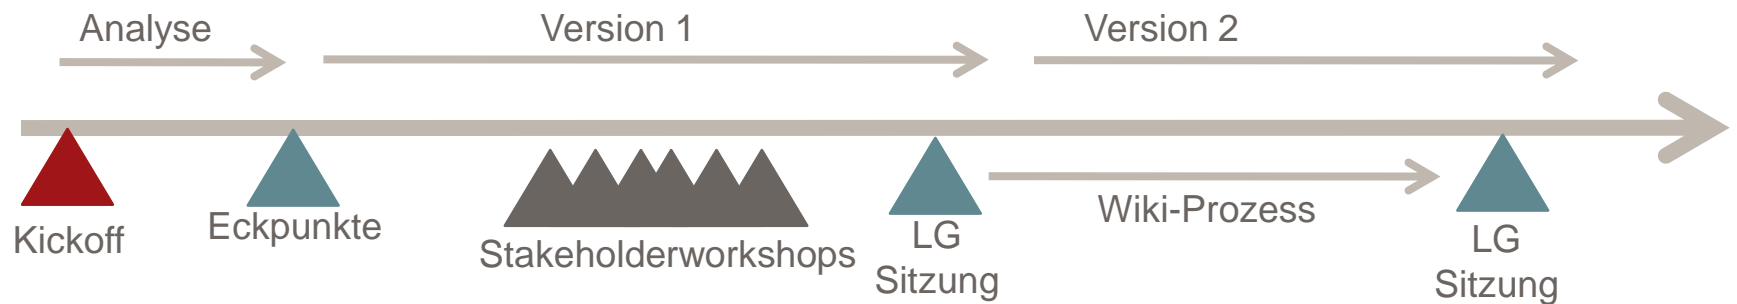 Analyse
Version 1
Version 2
Kickoff
Eckpunkte
Stakeholderworkshops
LG
Sitzung
Wiki-Prozess
LG
Sitzung